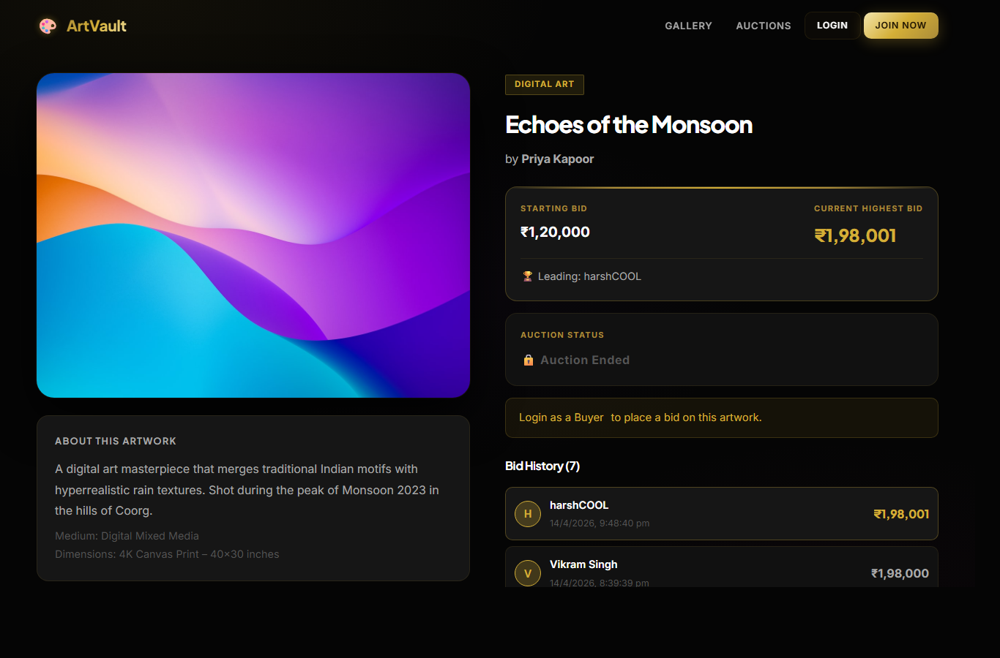 ArtVault
GALLERY
AUCTIONS
LOGIN
JOIN NOW
DIGITAL ART
Echoes of the Monsoon
by Priya Kapoor
STARTING BID
₹1,20,000
CURRENT HIGHEST BID
₹1,98,001
Leading: harshCOOL
AUCTION STATUS
Auction Ended
Login as a Buyer to place a bid on this artwork.
Bid History (7)
H
harshCOOL
14/4/2026, 9:48:40 pm
₹1,98,001
V
Vikram Singh
14/4/2026, 8:39:39 pm
₹1,98,000
ABOUT THIS ARTWORK
A digital art masterpiece that merges traditional Indian motifs with
hyperrealistic rain textures. Shot during the peak of Monsoon 2023 in
the hills of Coorg.
Medium: Digital Mixed Media
Dimensions: 4K Canvas Print – 40×30 inches